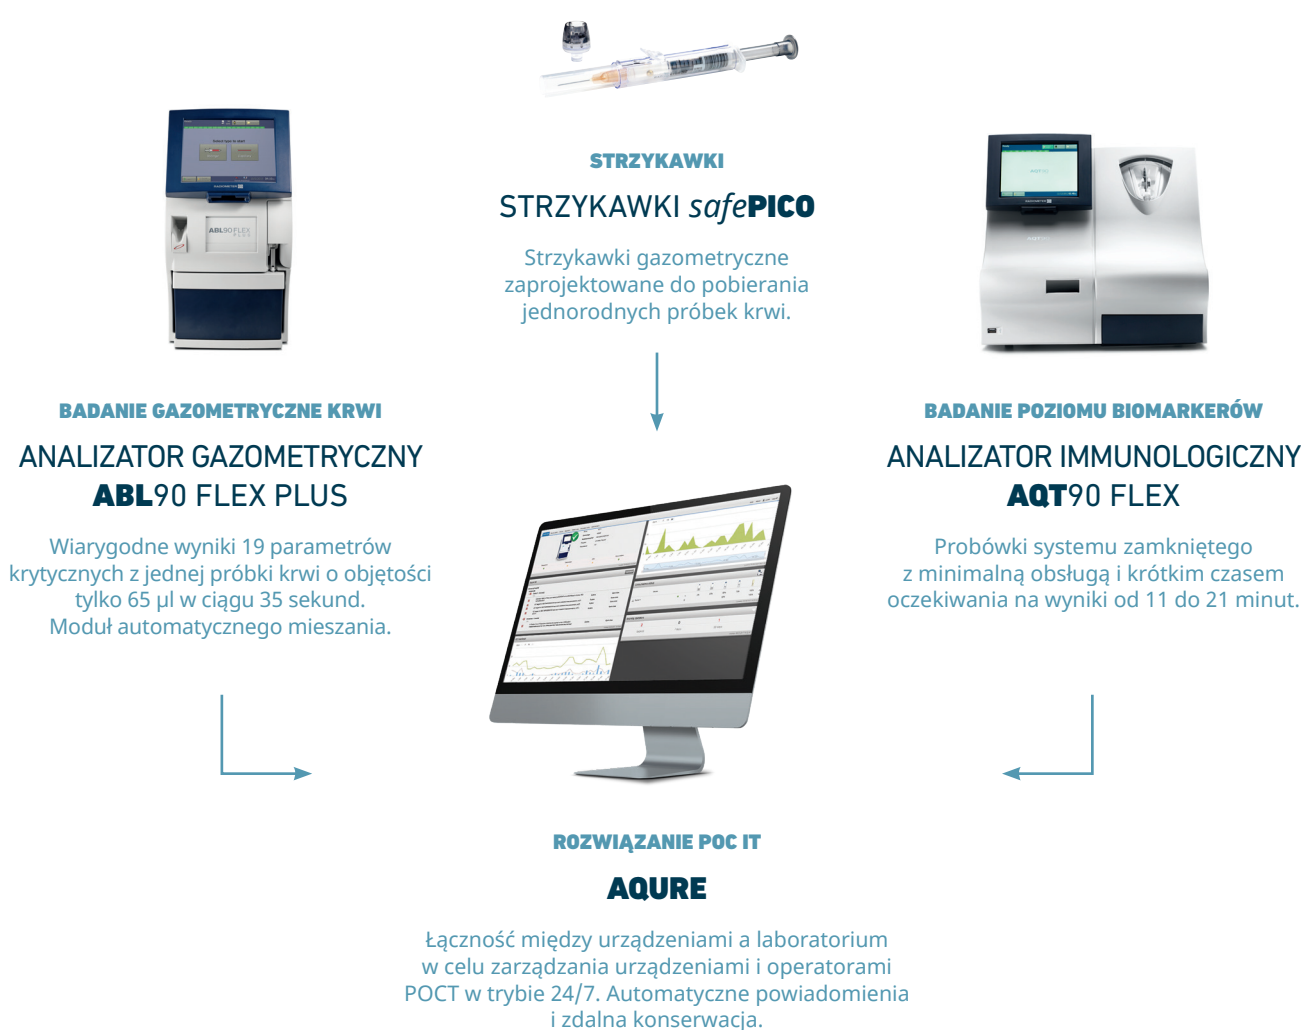 STRZYKAWKI
STRZYKAWKI safePICO
Strzykawki gazometryczne
zaprojektowane do pobierania
jednorodnych próbek krwi.
ABL90 FLEX
PLUS
BADANIE GAZOMETRYCZNE KRWI
ANALIZATOR GAZOMETRYCZNY
ABL90 FLEX PLUS
Wiarygodne wyniki 19 parametrów
krytycznych z jednej próbki krwi o objętości
tylko 65 µl w ciągu 35 sekund.
Moduł automatycznego mieszania.
BADANIE POZIOMU BIOMARKERÓW
ANALIZATOR IMMUNOLOGICZNY
AQT90 FLEX
Probówki systemu zamkniętego
z minimalną obsługą i krótkim czasem
oczekiwania na wyniki od 11 do 21 minut.
ROZWIĄZANIE POC IT
AQURE
Łączność między urządzeniami a laboratorium
w celu zarządzania urządzeniami i operatorami
POCT w trybie 24/7. Automatyczne powiadomienia
i zdalna konserwacja.